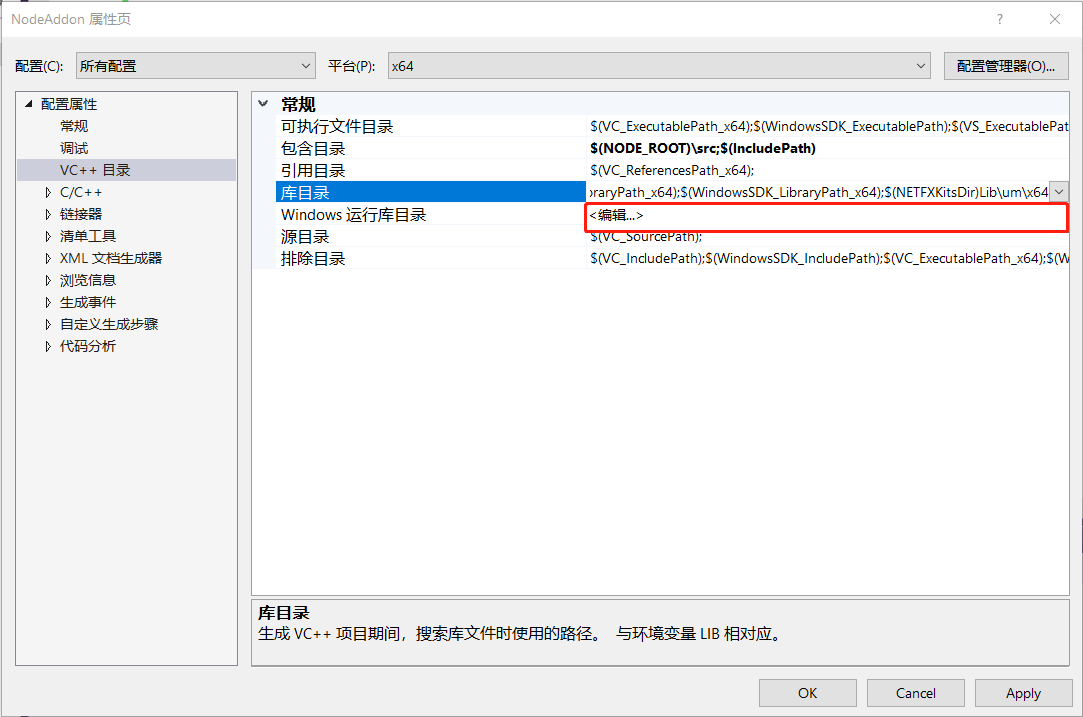 NodeAddon 属性页
配置(C): 所有配置 平台(P): x64 配置管理器(O)...
配置属性
常规
调试
VC++ 目录
C/C++
链接器
清单工具
XML 文档生成器
浏览信息
生成事件
自定义生成步骤
代码分析
常规
可执行文件目录 $(VC_ExecutablePath_x64);$(WindowsSDK_ExecutablePath);$(VS_ExecutablePat
包含目录 $(NODE_ROOT)\src;$(IncludePath)
引用目录 $(VC_ReferencesPath_x64);
库目录 oraryPath_x64);$(WindowsSDK_LibraryPath_x64);$(NETFXKitsDir)Lib\um\x64
<编辑...>
Windows 运行库目录
源目录 $(VC_SourcePath);
排除目录 $(VC_IncludePath);$(WindowsSDK_IncludePath);$(VC_ExecutablePath_x64);$(W
库目录
生成 VC++ 项目期间，搜索库文件时使用的路径。 与环境变量 LIB 相对应。
OK Cancel Apply